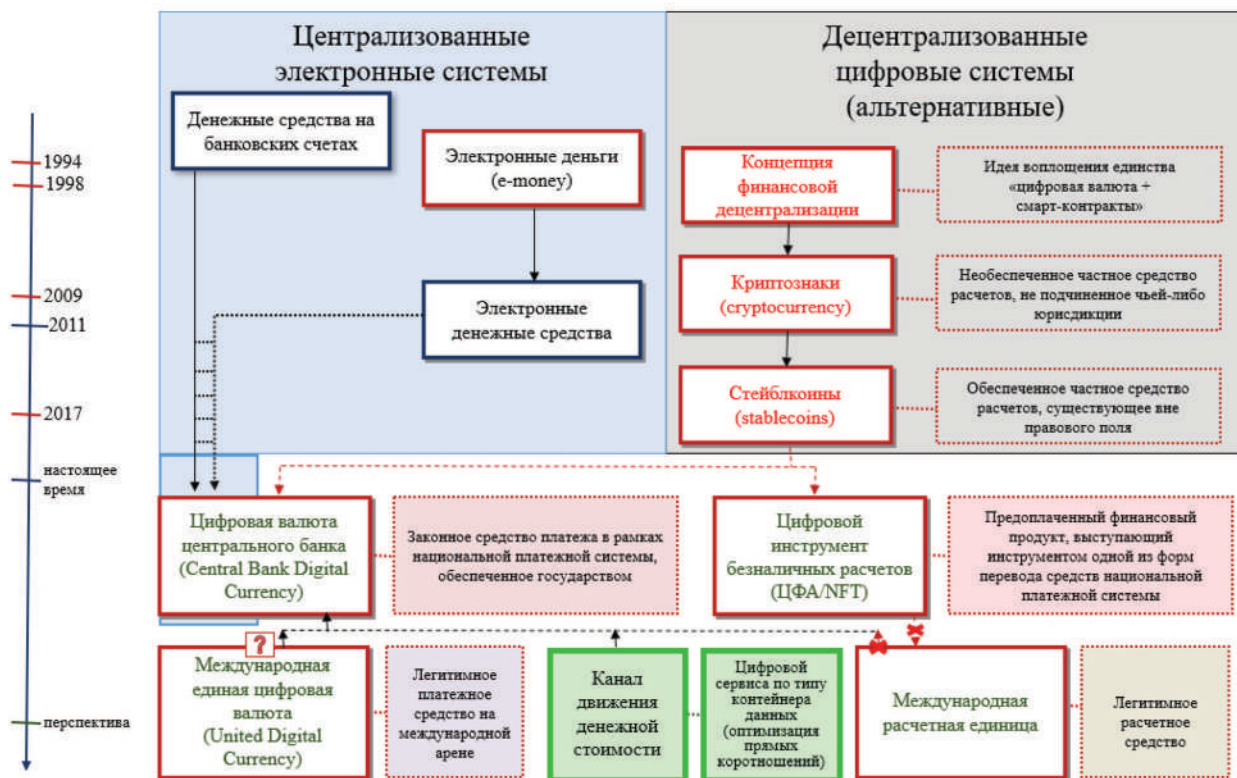 Централизованные
электронные системы
Децентрализованные
цифровые системы
(альтернативные)
Денежные средства на
банковских счетах
Электронные деньги
(e-money)
Концепция
финансовой
децентрализации
Идея воплощения единства
«цифровая валюта +
смарт-контракты»
1994
1998
Электронные
денежные средства
Криптознаки
(cryptocurrency)
Необеспеченное частное средство
расчетов, не подчиненное чьей-либо
юрисдикции
2009
2011
Стейблкоины
(stablecoins)
Обеспеченное частное средство
расчетов, существующее вне
правового поля
2017
настоящее
время
Цифровая валюта
центрального банка
(Central Bank Digital
Currency)
Законное средство платежа в рамках
национальной платежной системы,
обеспеченное государством
Цифровой
инструмент
безналичных расчетов
(ЦФА/NFT)
Предоплаченный финансовый
продукт, выступающий
инструментом одной из форм
перевода средств национальной
платежной системы
?
Международная
единая цифровая
валюта
(United Digital
Currency)
Легитимное
платежное
средство на
международной
арене
Канал
движения
денежной
стоимости
Цифровой
сервиса по типу
контейнера
данных
(оптимизация
прямых
коротношений)
Международная
расчетная единица
Легитимное
расчетное
средство
перспектива